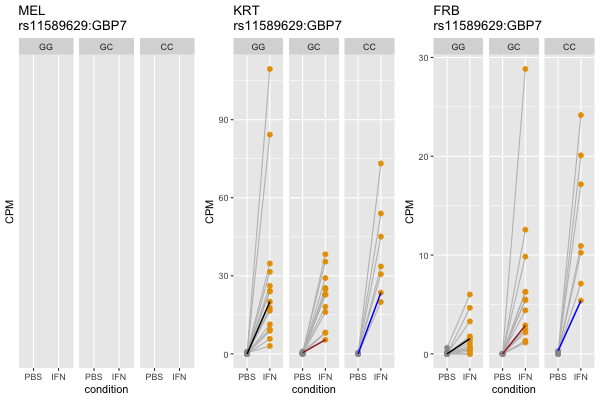 MEL
rs11589629:GBP7
GG GC CC
CPM
PBS IFN PBS IFN PBS IFN
condition
KRT
rs11589629:GBP7
GG GC CC
90
60
30
0
CPM
PBS IFN PBS IFN PBS IFN
condition
FRB
rs11589629:GBP7
GG GC CC
30
20
10
0
CPM
PBS IFN PBS IFN PBS IFN
condition